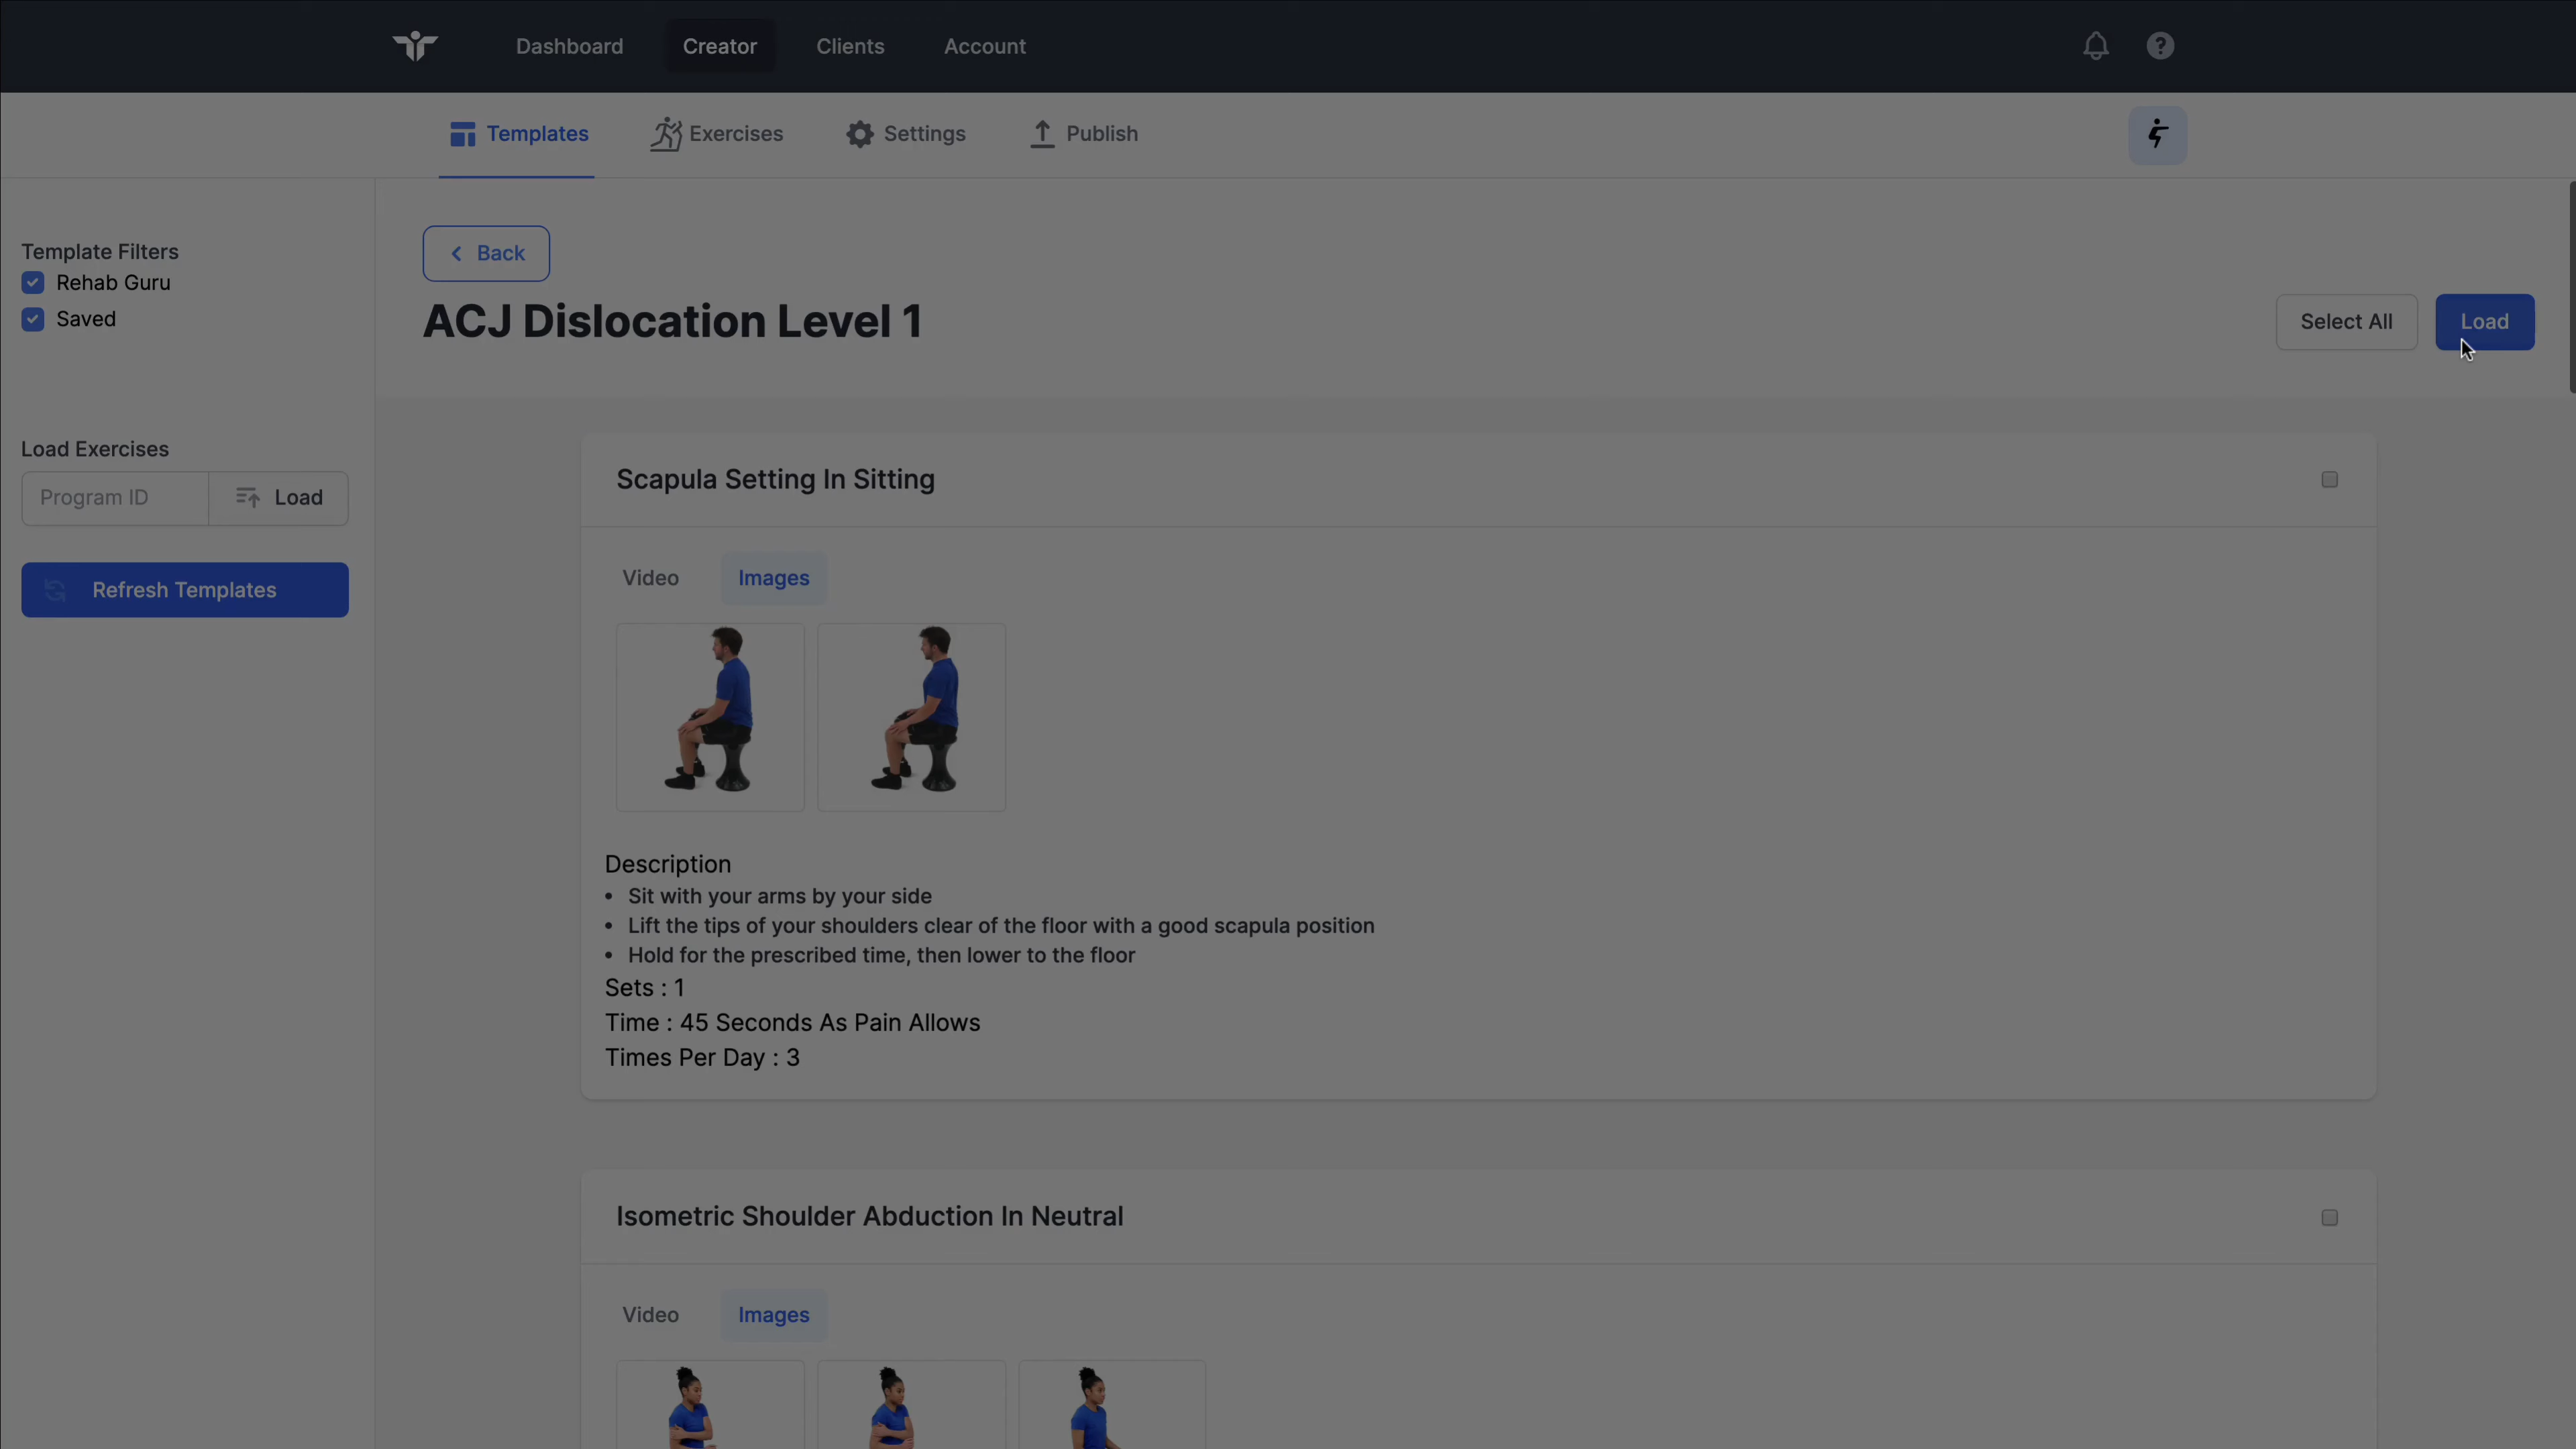 Dashboard
Creator
Clients
Account
?
Templates
Exercises
Settings
Publish
Template Filters
Rehab Guru
Saved
Load Exercises
Program ID
Load
Refresh Templates
Back
ACJ Dislocation Level 1
Select All
Load
Scapula Setting In Sitting
Video
Images
Description
• Sit with your arms by your side
• Lift the tips of your shoulders clear of the floor with a good scapula position
• Hold for the prescribed time, then lower to the floor
Sets : 1
Time : 45 Seconds As Pain Allows
Times Per Day : 3
Isometric Shoulder Abduction In Neutral
Video
Images